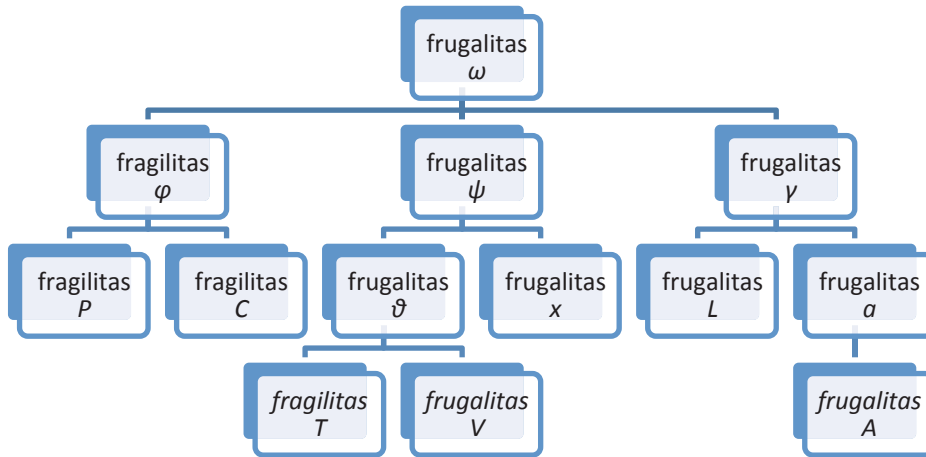 frugalitas
ω
fragilitas
φ
frugalitas
ψ
frugalitas
γ
fragilitas
P
fragilitas
C
frugalitas
ϑ
frugalitas
x
frugalitas
L
frugalitas
a
fragilitas
T
frugalitas
V
frugalitas
A